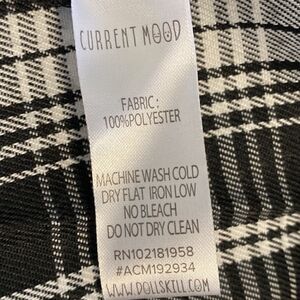 CURRENT MOOD
FABRIC:
100%POLYESTER
MACHINE WASH COLD
DRY FLAT IRON LOW
NO BLEACH
DO NOT DRY CLEAN
RN102181958
#ACM192934
WWW.DOLLSKILL.COM